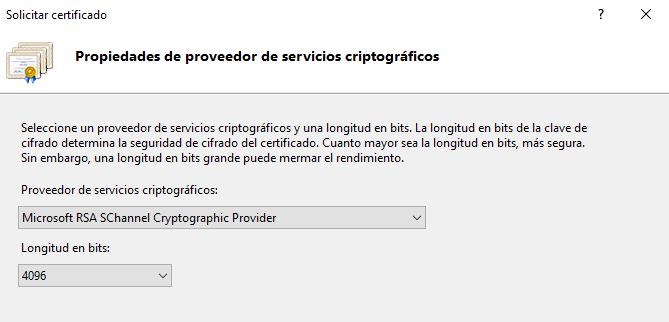 Solicitar certificado
?
Propiedades de proveedor de servicios criptográficos
Seleccione un proveedor de servicios criptográficos y una longitud en bits. La longitud en bits de la clave de
cifrado determina la seguridad de cifrado del certificado. Cuanto mayor sea la longitud en bits, más segura.
Sin embargo, una longitud en bits grande puede mermar el rendimiento.
Proveedor de servicios criptográficos:
Microsoft RSA SChannel Cryptographic Provider
Longitud en bits:
4096